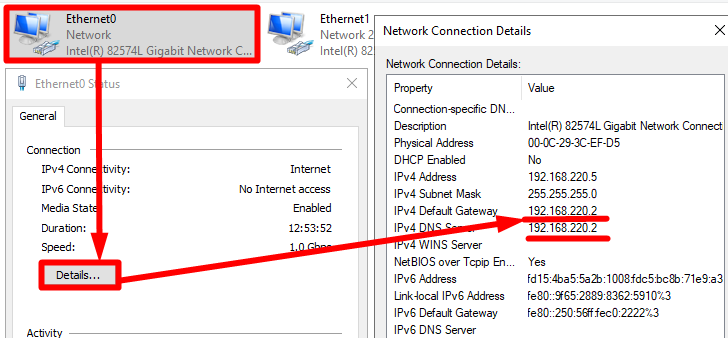 Ethernet0
Network
Intel(R) 82574L Gigabit Network C...
Ethernet1
Network 2
Intel(R) 82
Ethernet0 Status
General
Connection
IPv4 Connectivity: Internet
IPv6 Connectivity: No Internet access
Media State: Enabled
Duration: 12:53:52
Speed: 1.0 Gbps
Details...
Activity
Network Connection Details
Network Connection Details:
Property Value
Connection-specific DN...
Description Intel(R) 82574L Gigabit Network Connect
Physical Address 00-0C-29-3C-EF-D5
DHCP Enabled No
IPv4 Address 192.168.220.5
IPv4 Subnet Mask 255.255.255.0
IPv4 Default Gateway 192.168.220.2
IPv4 DNS Server 192.168.220.2
IPv4 WINS Server
NetBIOS over Tcpip En... Yes
IPv6 Address fd15:4ba5:5a2b:1008:fdc5:bc8b:71e9:a3
Link-local IPv6 Address fe80::9f65:2889:8362:5910%3
IPv6 Default Gateway fe80::250:56ff:fec0:2222%3
IPv6 DNS Server